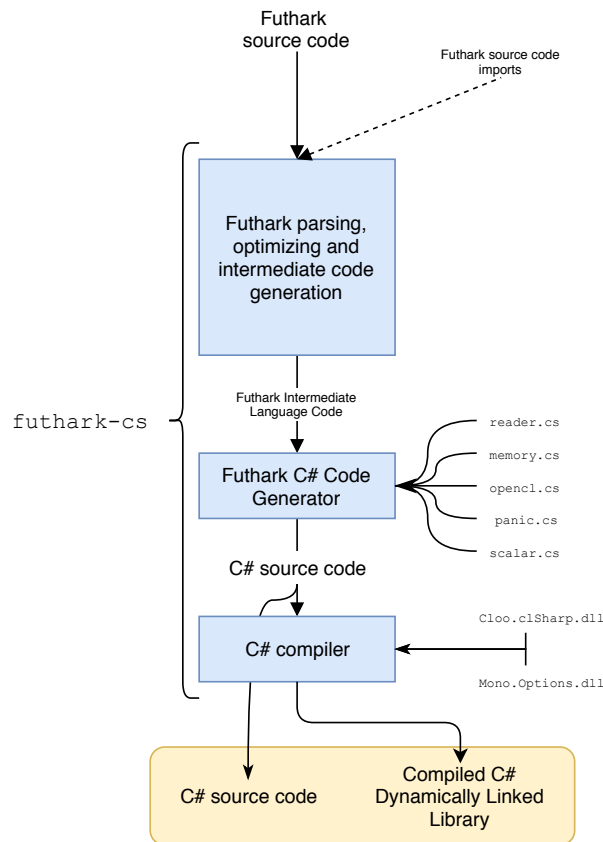 Futhark
source code
Futhark source code
imports
Futhark parsing,
optimizing and
intermediate code
generation
Futhark Intermediate
Language Code
futhark-cs
reader.cs
memory.cs
Futhark C# Code
Generator
opencl.cs
panic.cs
scalar.cs
C# source code
Cloo.clSharp.dll
C# compiler
Mono.Options.dll
C# source code
Compiled C#
Dynamically Linked
Library